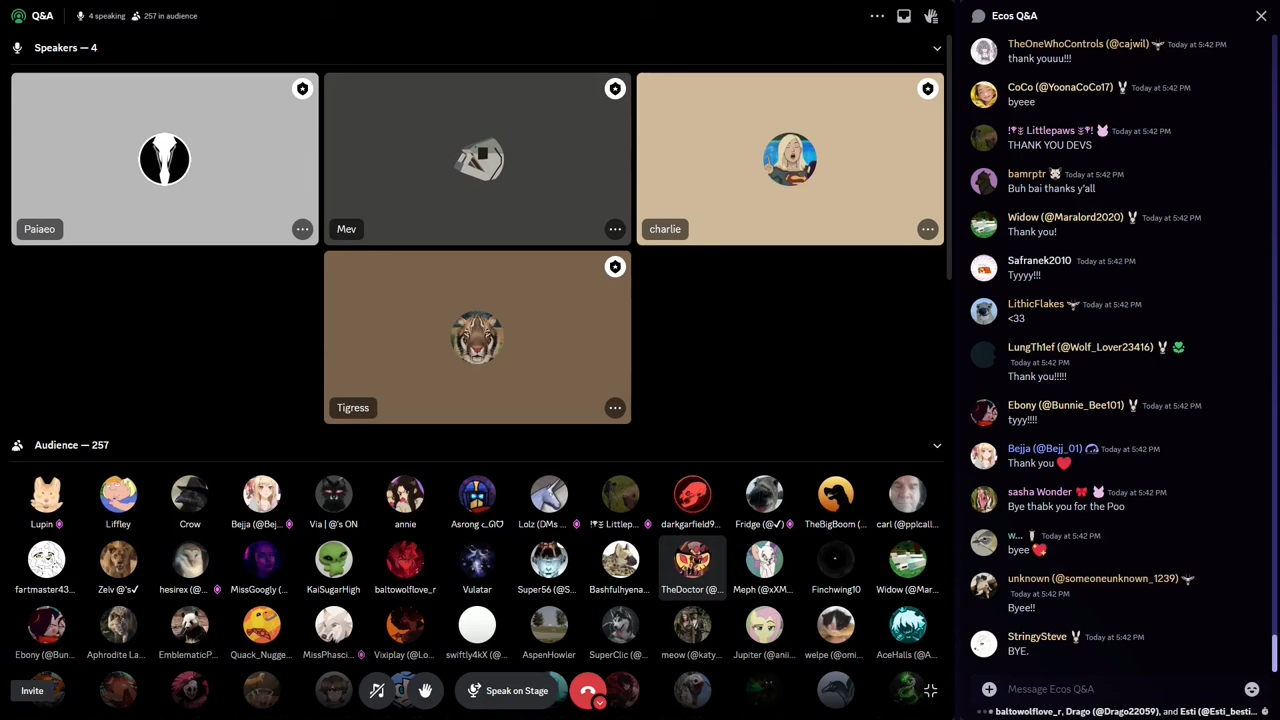 Q&A
4 speaking
257 in audience
Speakers — 4
Paiaeo
Mev
charlie
Tigress
Audience — 257
Lupin
Liffley
Crow
Bejja (@Bej...
Via | @'s ON
annie
Asrong
Lolz (DMs ...
Littlep...
darkgarfield9...
Fridge (@✓)
TheBigBoom (...
carl (@pplcall...
fartmaster43...
Zelv @'s✓
hesirex (@...
MissGoogly (...
KaiSugarHigh
baltowolflove_r
Vulatar
Super56 (@S...
Bashfulhyena...
TheDoctor (@...
Meph (@xXM...
Finchwing10
Widow (@Mar...
Ebony (@Bun...
Aphrodite La...
EmblematicP...
Quack_Nugge...
MissPhasci...
Vixiplay (@Lo...
swiftly4kX (@...
AspenHowler
SuperClic (@...
meow (@katy...
Jupiter (@anii...
welpe (@omi...
AceHalls (@A...
Invite
Speak on Stage
Ecos Q&A
TheOneWhoControls (@cajwil) Today at 5:42 PM
thank youuu!!!
CoCo (@YoonaCoCo17) Today at 5:42 PM
byeee
Littlepaws Today at 5:42 PM
THANK YOU DEVS
bamrptr Today at 5:42 PM
Buh bai thanks y'all
Widow (@Maralord2020) Today at 5:42 PM
Thank you!
Safranek2010 Today at 5:42 PM
Tyyyy!!!
LithicFlakes Today at 5:42 PM
<33
LungTh1ef (@Wolf_Lover23416)
Today at 5:42 PM
Thank you!!!!!
Ebony (@Bunnie_Bee101) Today at 5:42 PM
tyyy!!!!
Bejja (@Bejj_01) Today at 5:42 PM
Thank you ❤️
sasha Wonder Today at 5:42 PM
Bye thabk you for the Poo
w... Today at 5:42 PM
byee 💖
unknown (@someoneunknown_1239)
Today at 5:42 PM
Byee!!
StringySteve Today at 5:42 PM
BYE.
Message Ecos Q&A
baltowolflove_r, Drago (@Drago22059), and Esti (@Esti_besti...